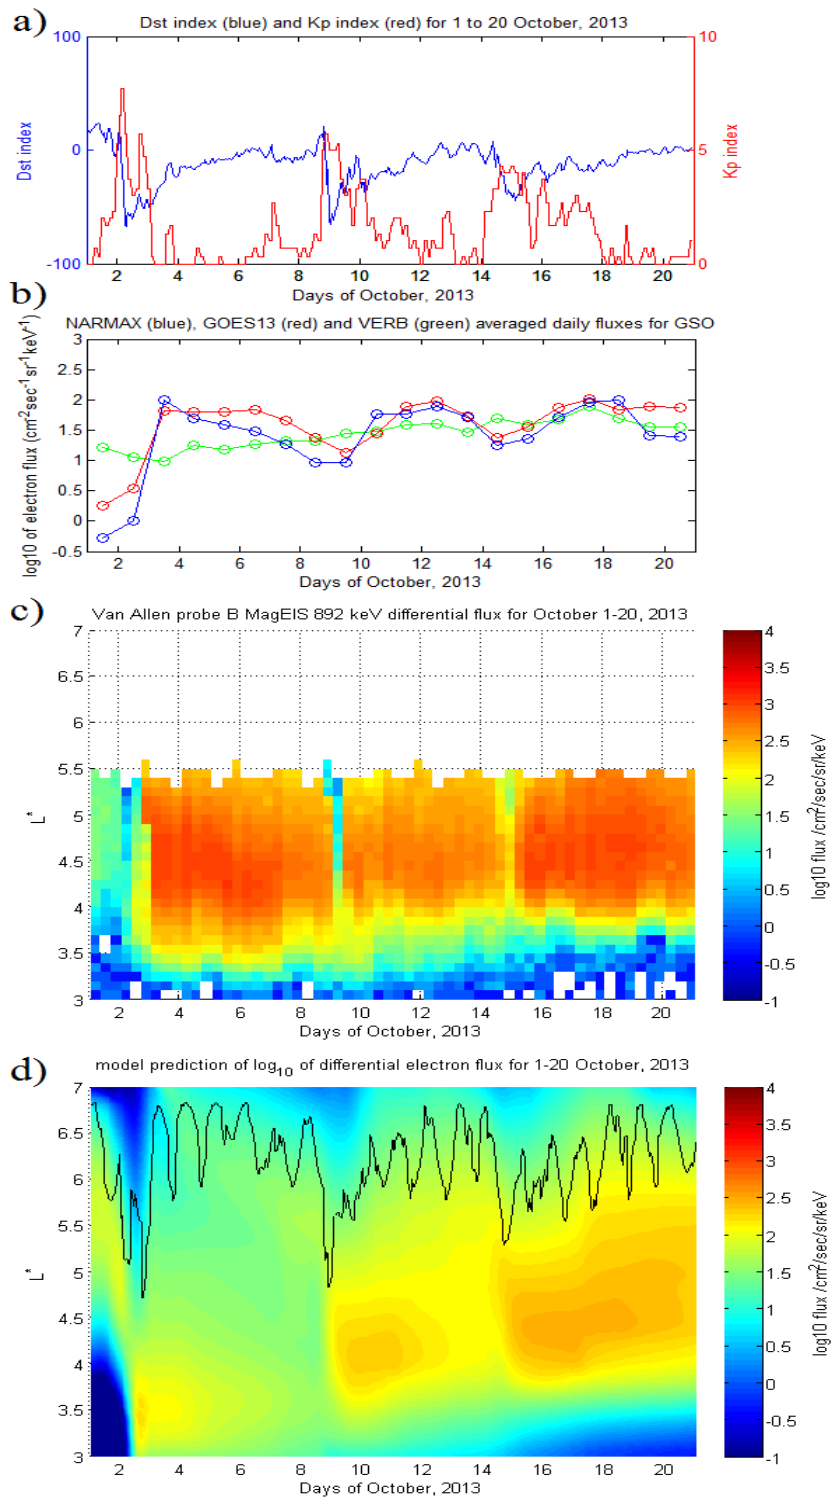 a)
Dst index (blue) and Kp index (red) for 1 to 20 October, 2013
100
0
-100
Dst index
10
5
0
Kp index
2 4 6 8 10 12 14 16 18 20
Days of October, 2013
b)
NARMAX (blue), GOES13 (red) and VERB (green) averaged daily fluxes for GSO
log10 of electron flux (cm-2sec-1sr-1keV-1)
3
2.5
2
1.5
1
0.5
0
-0.5
2 4 6 8 10 12 14 16 18 20
Days of October, 2013
c)
Van Allen probe B MagEIS 892 keV differential flux for October 1-20, 2013
L*
7
6.5
6
5.5
5
4.5
4
3.5
3
2 4 6 8 10 12 14 16 18 20
Days of October, 2013
4
3.5
3
2.5
2
1.5
1
0.5
0
-0.5
-1
log10 flux /cm2/sec/sr/keV
d)
model prediction of log10 of differential electron flux for 1-20 October, 2013
L*
7
6.5
6
5.5
5
4.5
4
3.5
3
2 4 6 8 10 12 14 16 18 20
Days of October, 2013
4
3.5
3
2.5
2
1.5
1
0.5
0
-0.5
-1
log10 flux /cm2/sec/sr/keV